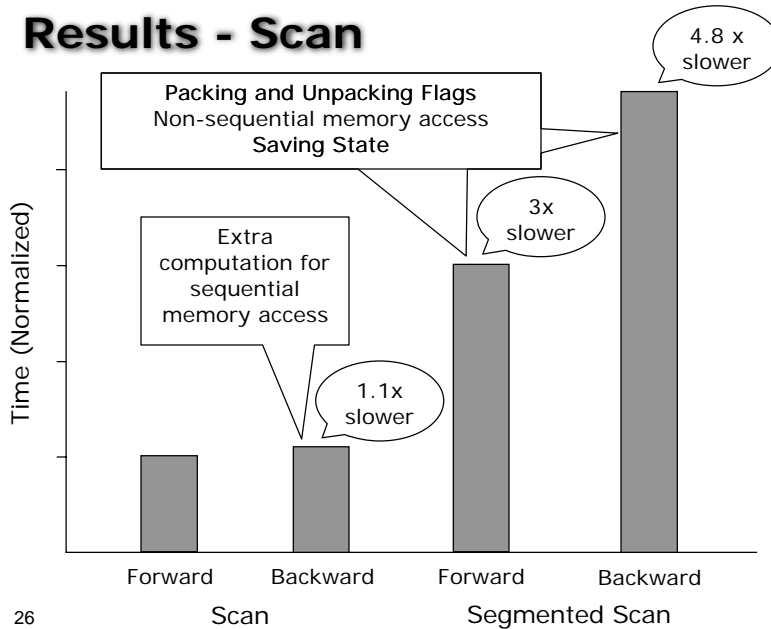 Results - Scan
4.8 x
slower
Packing and Unpacking Flags
Non-sequential memory access
Saving State
3x
slower
Extra
computation for
sequential
memory access
1.1x
slower
Time (Normalized)
Forward
Backward
Forward
Backward
Scan
Segmented Scan
26